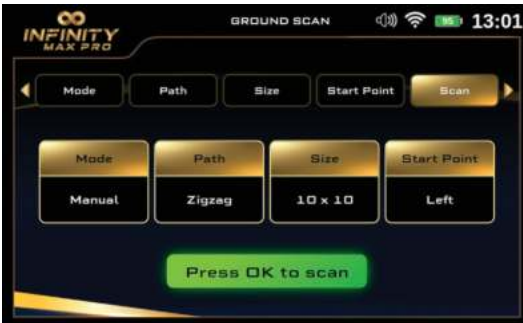 INFINITY
MAX PRO
GROUND SCAN
95
13:01
Mode
Path
Size
Start Point
Scan
Mode
Path
Size
Start Point
Manual
Zigzag
10 x 10
Left
Press OK to scan